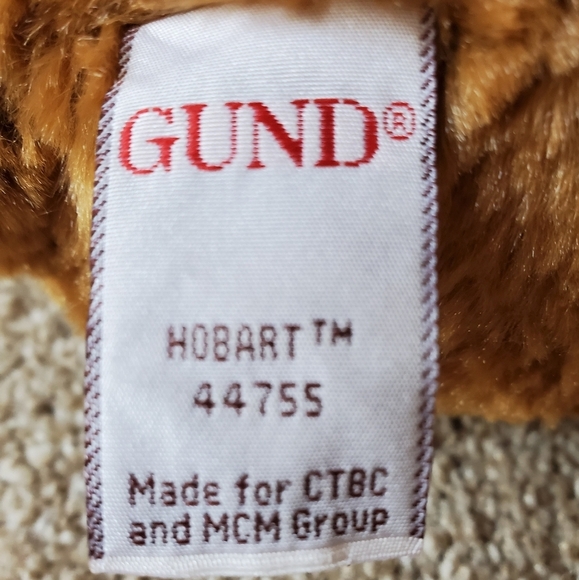 GUND®
HOBART™
44755
Made for CTBC
and MCM Group